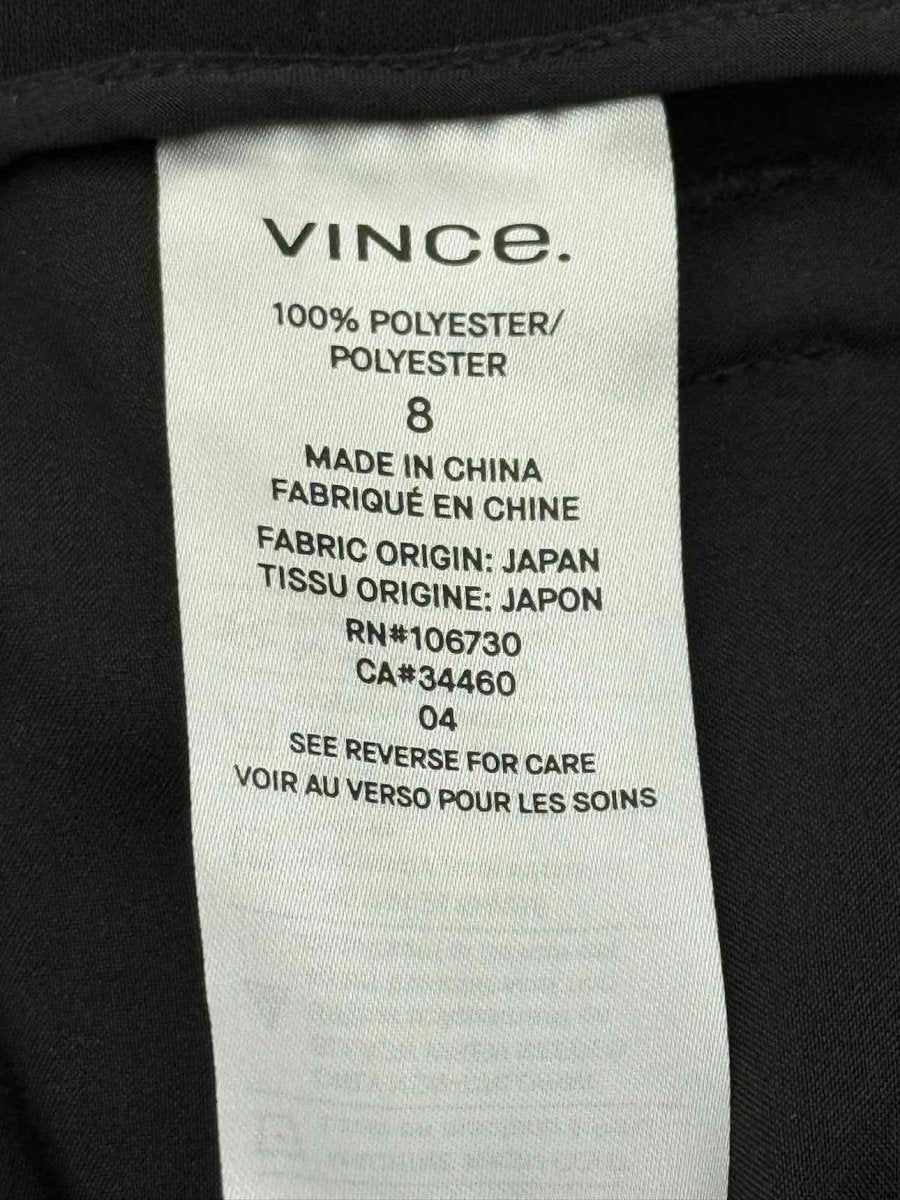 VINCE.
100% POLYESTER/
POLYESTER
8
MADE IN CHINA
FABRIQUÉ EN CHINE
FABRIC ORIGIN: JAPAN
TISSU ORIGINE: JAPON
RN#106730
CA#34460
04
SEE REVERSE FOR CARE
VOIR AU VERSO POUR LES SOINS